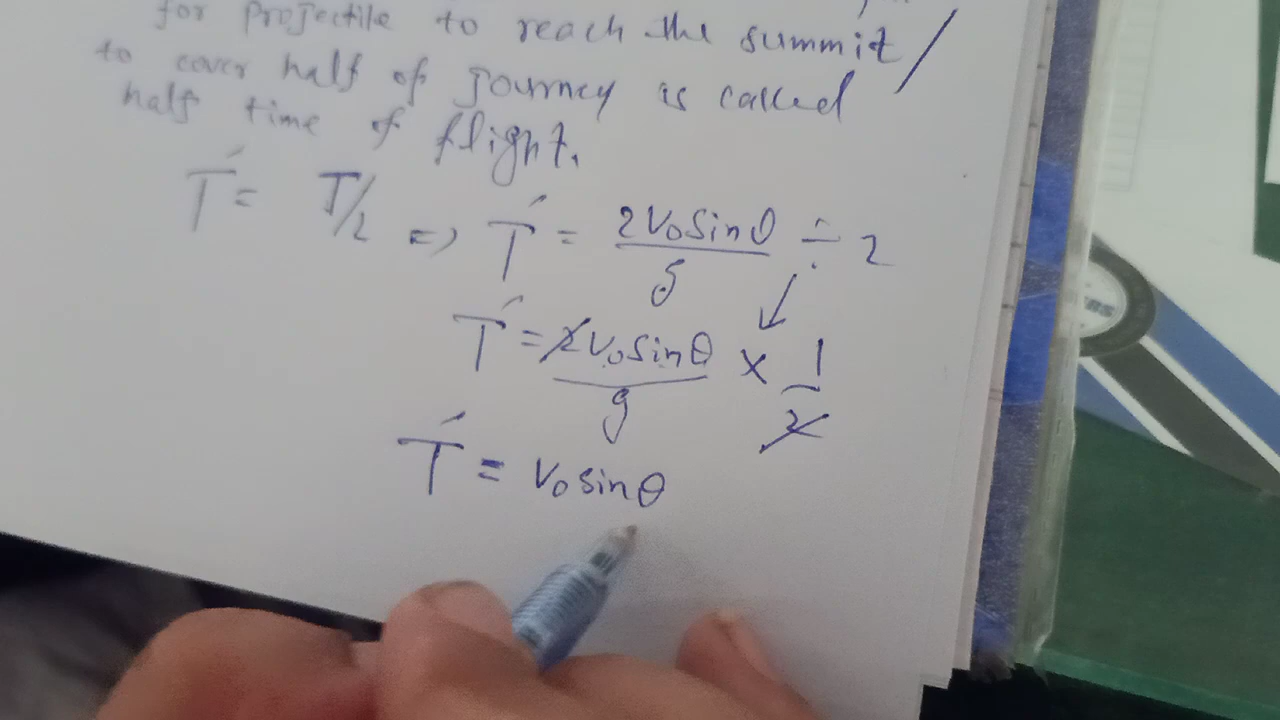 for projectile to reach the summit/
to cover half of journey is called
half time of flight.
T́ = T/2 => T́ = 2V₀sinθ/g ÷ 2
T́ = 2V₀sinθ/g × 1/2
T́ = V₀sinθ